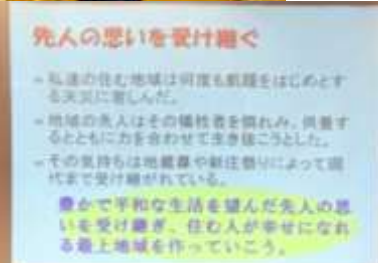 先人の思いを受け継ぐ
私達の住む地域は何度も飢饉をはじめとす
る天災に苦しんだ。
地域の先人はその犠牲者を憐れみ、供養す
るとともに力を合わせて生き抜こうとした。
その気持ちは地蔵尊や新庄祭りによって現
代まで受け継がれている。
豊かで平和な生活を望んだ先人の思
いを受け継ぎ、住む人が幸せになれ
る最上地域を作っていこう。